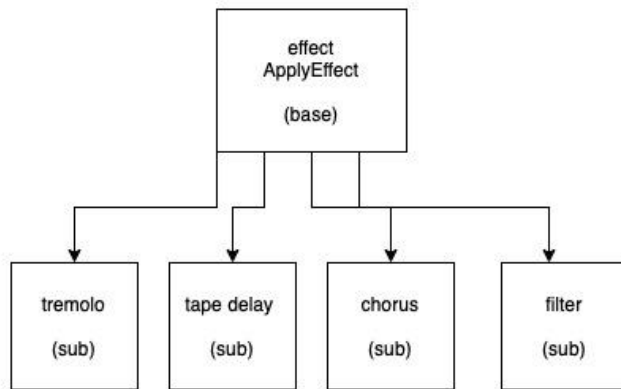 effect
ApplyEffect
(base)
tremolo
(sub)
tape delay
(sub)
chorus
(sub)
filter
(sub)